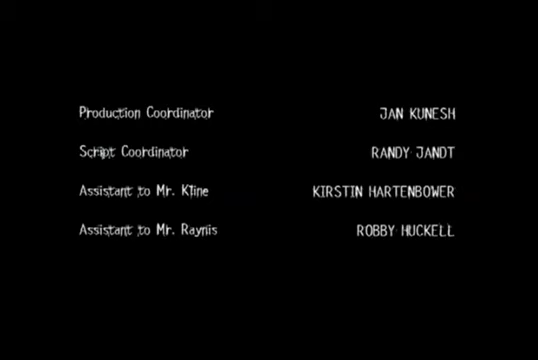 Production Coordinator JAN KUNESH
Script Coordinator RANDY JANDT
Assistant to Mr. Kline KIRSTIN HARTENBOWER
Assistant to Mr. Raynis ROBBY HUCKELL